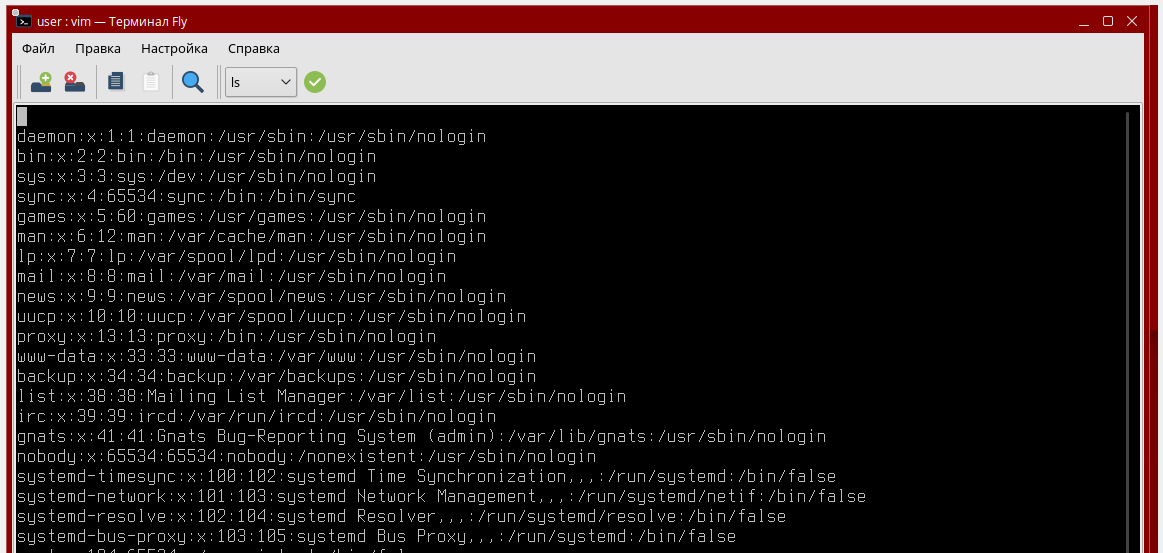 user : vim — Терминал Fly
Файл Правка Настройка Справка
ls
daemon:x:1:1:daemon:/usr/sbin:/usr/sbin/nologin
bin:x:2:2:bin:/bin:/usr/sbin/nologin
sys:x:3:3:sys:/dev:/usr/sbin/nologin
sync:x:4:65534:sync:/bin:/bin/sync
games:x:5:60:games:/usr/games:/usr/sbin/nologin
man:x:6:12:man:/var/cache/man:/usr/sbin/nologin
lp:x:7:7:lp:/var/spool/lpd:/usr/sbin/nologin
mail:x:8:8:mail:/var/mail:/usr/sbin/nologin
news:x:9:9:news:/var/spool/news:/usr/sbin/nologin
uucp:x:10:10:uucp:/var/spool/uucp:/usr/sbin/nologin
proxy:x:13:13:proxy:/bin:/usr/sbin/nologin
www-data:x:33:33:www-data:/var/www:/usr/sbin/nologin
backup:x:34:34:backup:/var/backups:/usr/sbin/nologin
list:x:38:38:Mailing List Manager:/var/list:/usr/sbin/nologin
irc:x:39:39:ircd:/var/run/ircd:/usr/sbin/nologin
gnats:x:41:41:Gnats Bug-Reporting System (admin):/var/lib/gnats:/usr/sbin/nologin
nobody:x:65534:65534:nobody:/nonexistent:/usr/sbin/nologin
systemd-timesync:x:100:102:systemd Time Synchronization,,,:/run/systemd:/bin/false
systemd-network:x:101:103:systemd Network Management,,,:/run/systemd/netif:/bin/false
systemd-resolve:x:102:104:systemd Resolver,,,:/run/systemd/resolve:/bin/false
systemd-bus-proxy:x:103:105:systemd Bus Proxy,,,:/run/systemd:/bin/false